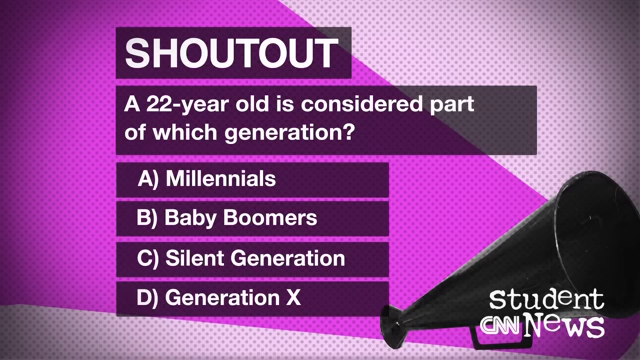 SHOUTOUT
A 22-year old is considered part
of which generation?
A) Millennials
B) Baby Boomers
C) Silent Generation
D) Generation X
student
CNN NEWS